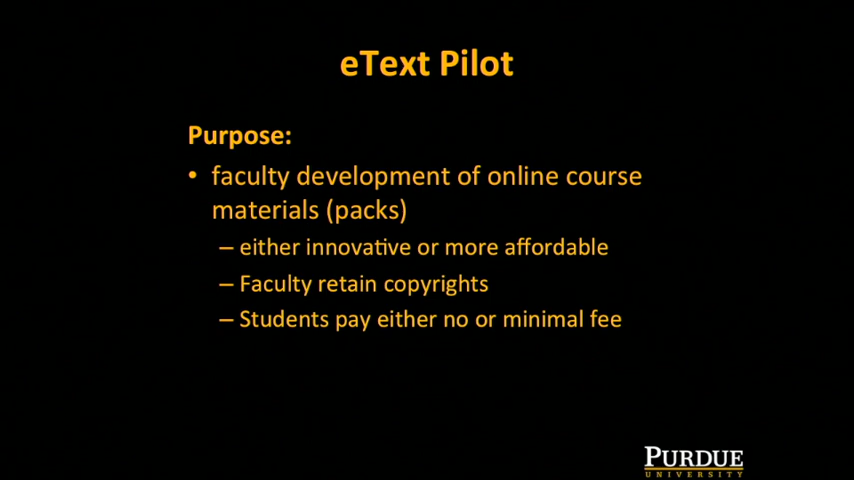 eText Pilot
Purpose:
• faculty development of online course
materials (packs)
– either innovative or more affordable
– Faculty retain copyrights
– Students pay either no or minimal fee
PURDUE
UNIVERSITY